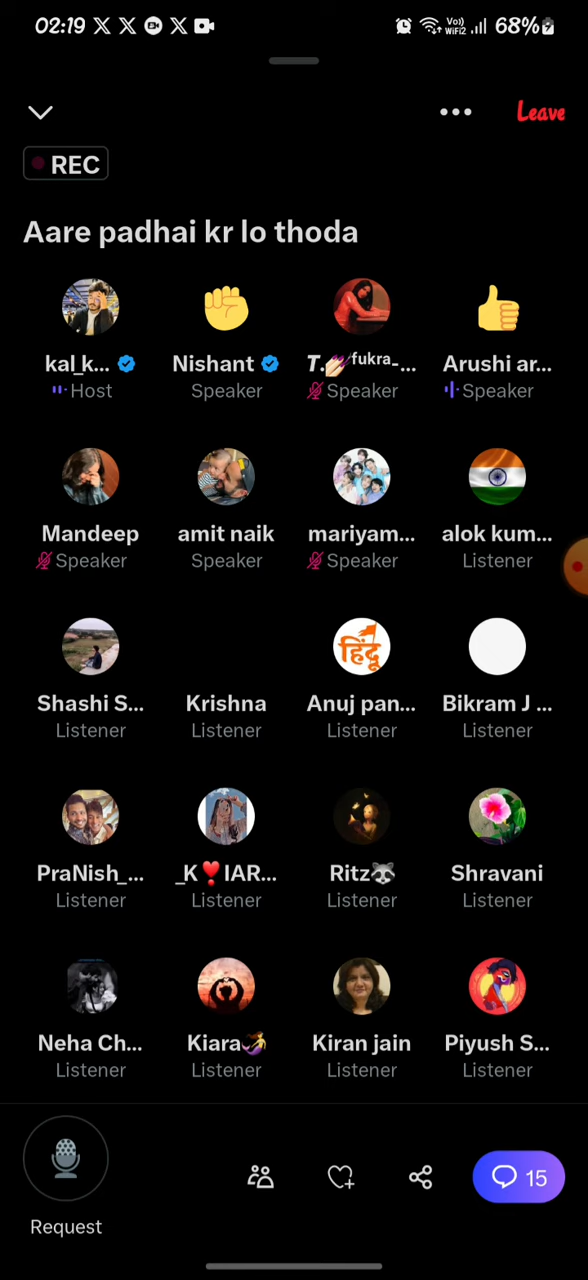 02:19
Vo) WiFi2 68%
Leave
REC
Aare padhai kr lo thoda
kal_k... Nishant T.💅🏻ᶠᵘᵏʳᵃ-... Arushi ar...
Host Speaker Speaker Speaker
Mandeep amit naik mariyam... alok kum...
Speaker Speaker Speaker Listener
हिंदू
Shashi S... Krishna Anuj pan... Bikram J ...
Listener Listener Listener Listener
PraNish_... _K❣️IAR... Ritz🦝 Shravani
Listener Listener Listener Listener
Neha Ch... Kiara🧜‍♀️ Kiran jain Piyush S...
Listener Listener Listener Listener
15
Request